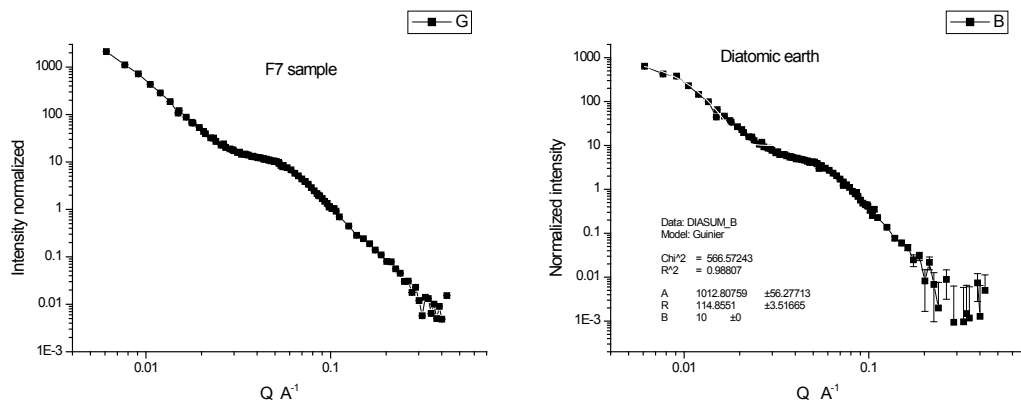 G
F7 sample
1000
100
10
1
0.1
0.01
1E-3
0.01
0.1
Intensity normalized
Q A-1
B
Diatomic earth
1000
100
10
1
0.1
0.01
1E-3
0.01
0.1
Normalized intensity
Data: DIASUM_B
Model: Guinier
Chi^2 = 566.57243
R^2 = 0.98807
A 1012.80759 ±56.27713
R 114.8551 ±3.51665
B 10 ±0
Q A-1